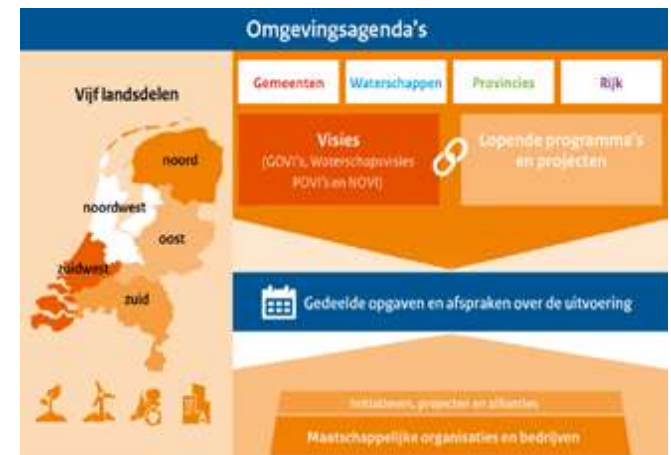 Omgevingsagenda's
Vijf landsdelen
noord
noordwest
oost
zuidwest
zuid
Gemeenten
Waterschappen
Provincies
Rijk
Visies
(GOVI's, Waterschapsvisies
POVI's en NOVI)
Lopende programma's
en projecten
Gedeelde opgaven en afspraken over de uitvoering
Initiatieven, projecten en allianties
Maatschappelijke organisaties en bedrijven